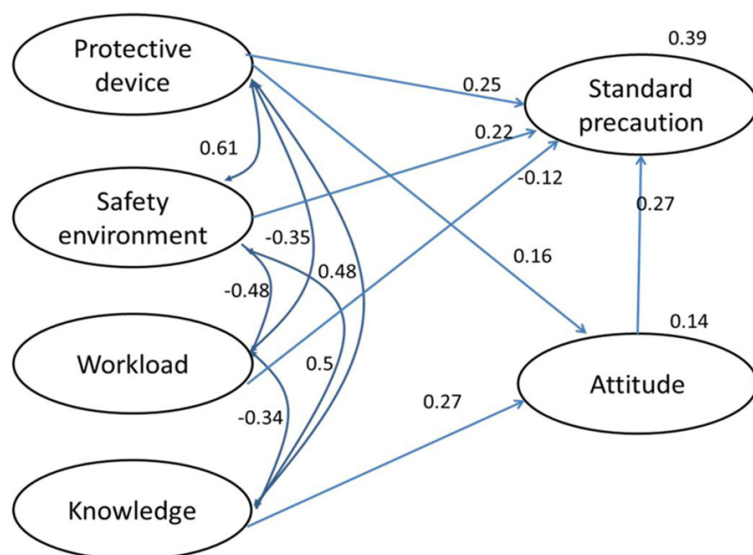 Protective
device
0.39
0.25
Standard
precaution
0.61
0.22
-0.12
Safety
environment
-0.35
0.48
0.27
0.16
-0.48
0.14
Workload
0.5
Attitude
-0.34
0.27
Knowledge